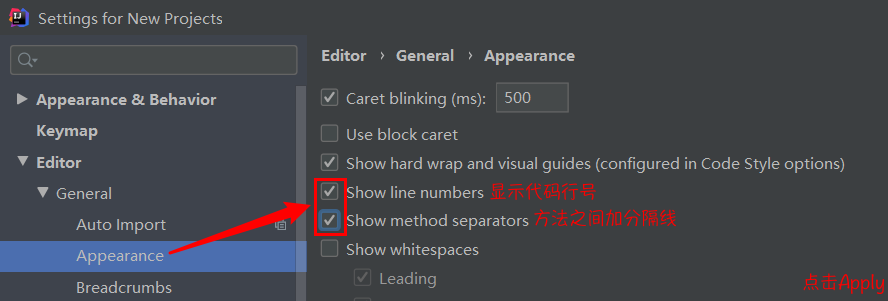 Settings for New Projects
Editor › General › Appearance
Appearance & Behavior
Keymap
Editor
General
Auto Import
Appearance
Breadcrumbs
Caret blinking (ms): 500
Use block caret
Show hard wrap and visual guides (configured in Code Style options)
Show line numbers 显示代码行号
Show method separators 方法之间加分隔线
Show whitespaces
Leading
点击Apply